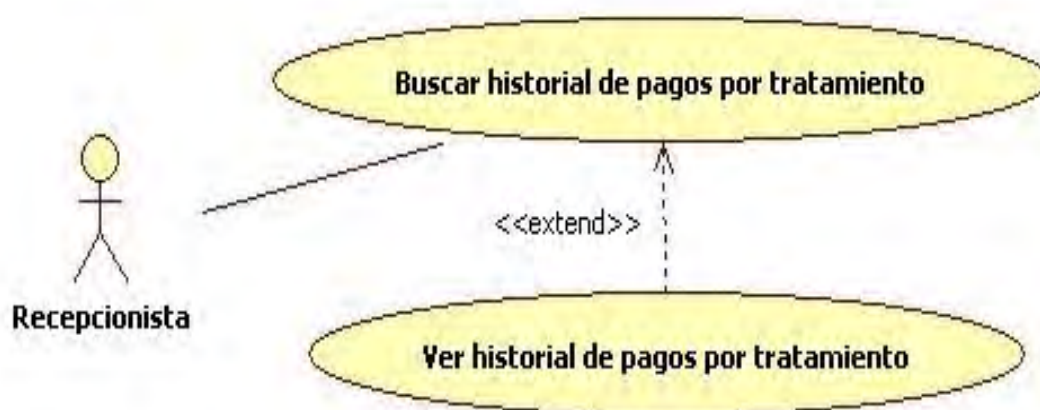 Buscar historial de pagos por tratamiento
<<extend>>
Recepcionista
Ver historial de pagos por tratamiento